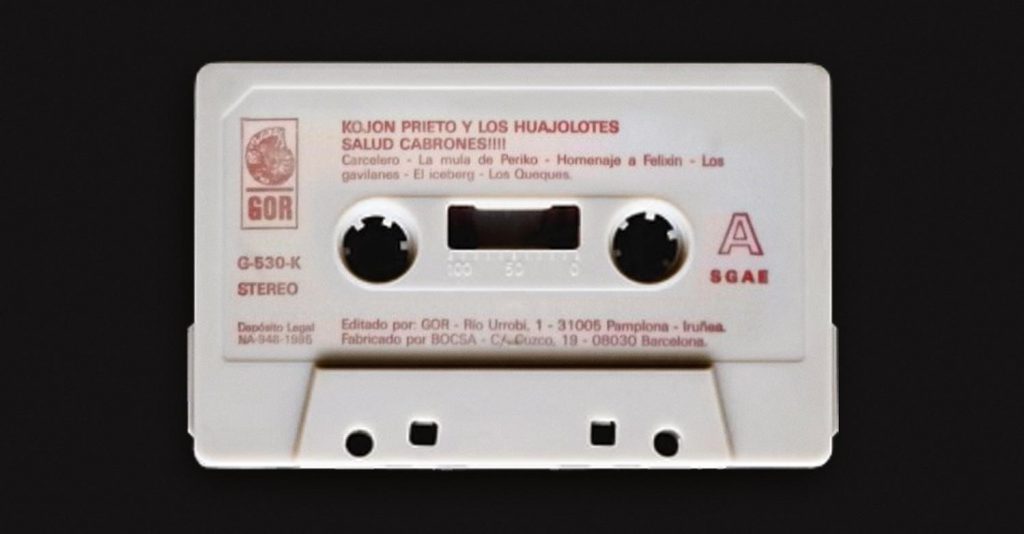 KOJON PRIETO Y LOS HUAJOLOTES
SALUD CABRONES!!!!
Carcelero - La mula de Periko - Homenaje a Felixin - Los
gavilanes - El iceberg - Los Queques.
GOR
A
SGAE
G-530-K
STEREO
100 50 0
Depósito Legal
NA-948-1995
Editado por: GOR - Río Urrobi, 1 - 31005 Pamplona - Iruñea.
Fabricado por BOCSA - C/. Cuzco, 19 - 08030 Barcelona.